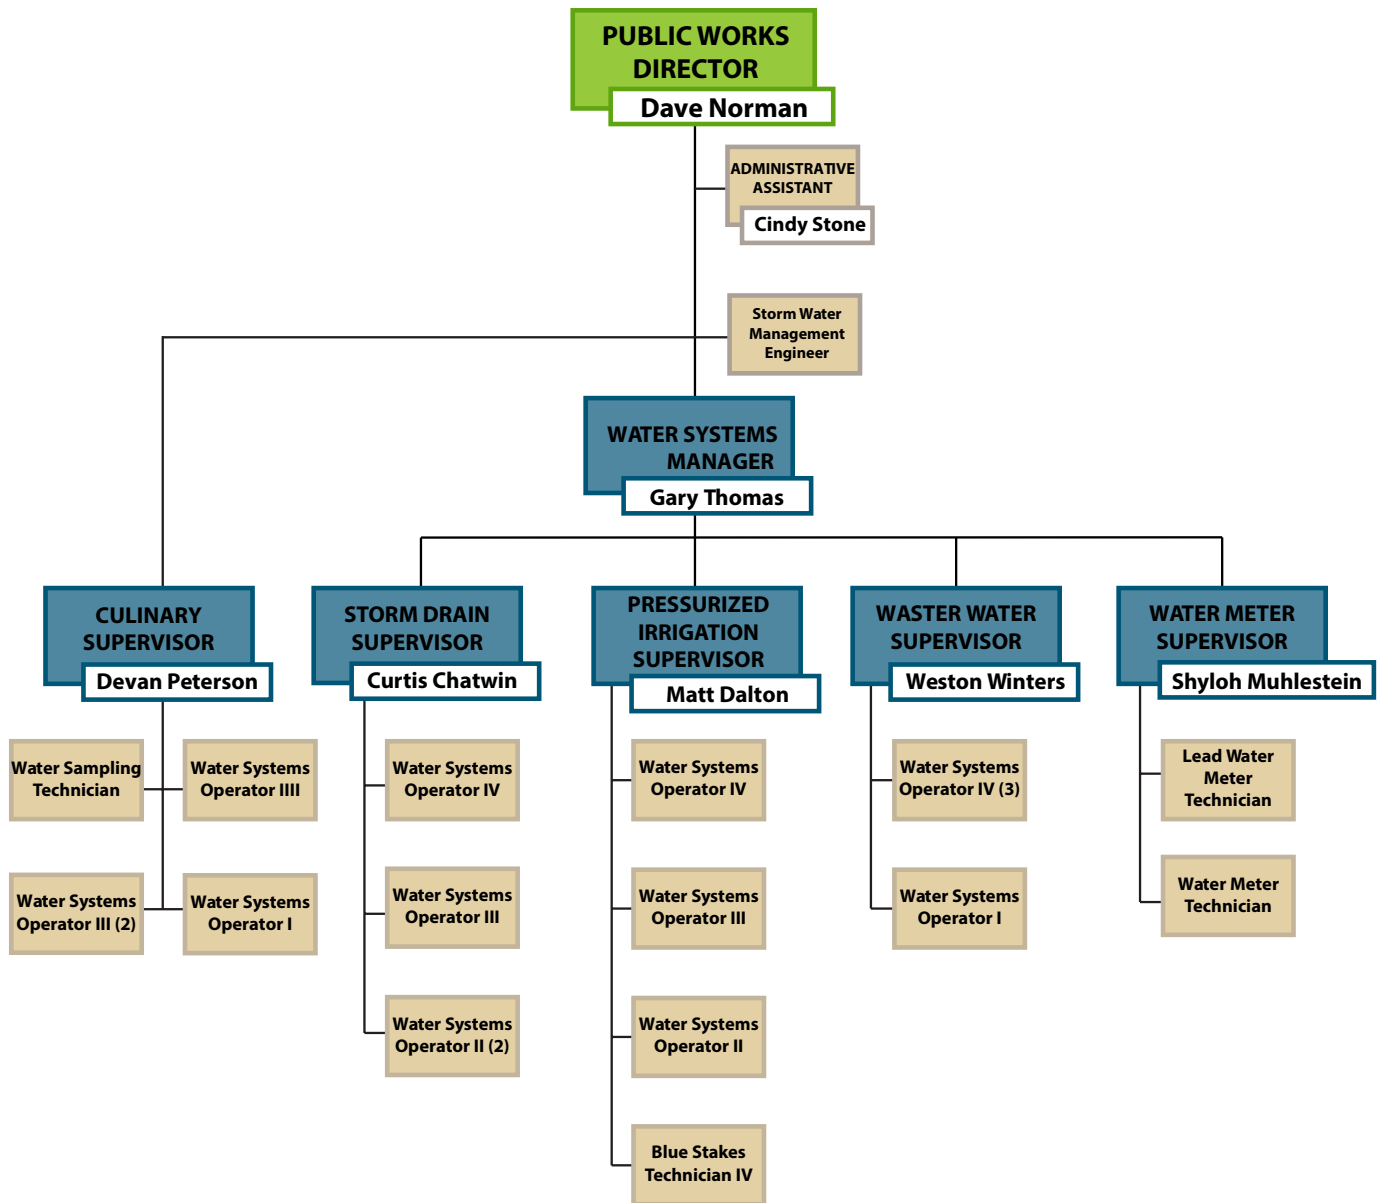 PUBLIC WORKS
DIRECTOR
Dave Norman
ADMINISTRATIVE
ASSISTANT
Cindy Stone
Storm Water
Management
Engineer
WATER SYSTEMS
MANAGER
Gary Thomas
CULINARY
SUPERVISOR
Devan Peterson
STORM DRAIN
SUPERVISOR
Curtis Chatwin
PRESSURIZED
IRRIGATION
SUPERVISOR
Matt Dalton
WASTER WATER
SUPERVISOR
Weston Winters
WATER METER
SUPERVISOR
Shyloh Muhlestein
Water Sampling
Technician
Water Systems
Operator IIII
Water Systems
Operator III (2)
Water Systems
Operator I
Water Systems
Operator IV
Water Systems
Operator III
Water Systems
Operator II (2)
Water Systems
Operator IV
Water Systems
Operator III
Water Systems
Operator II
Blue Stakes
Technician IV
Water Systems
Operator IV (3)
Water Systems
Operator I
Lead Water
Meter
Technician
Water Meter
Technician